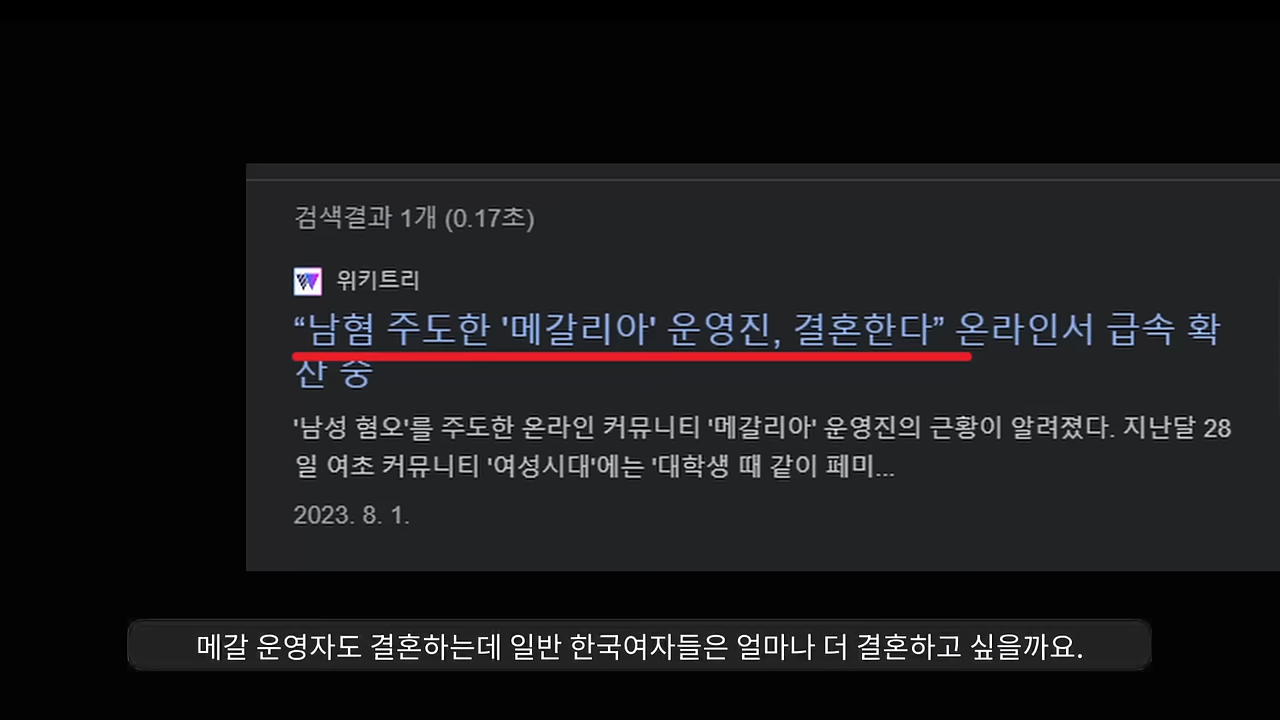 검색결과 1개 (0.17초)
위키트리
“남혐 주도한 '메갈리아' 운영진, 결혼한다” 온라인서 급속 확
산 중
'남성 혐오'를 주도한 온라인 커뮤니티 '메갈리아' 운영진의 근황이 알려졌다. 지난달 28
일 여초 커뮤니티 '여성시대'에는 '대학생 때 같이 페미...
2023. 8. 1.
메갈 운영자도 결혼하는데 일반 한국여자들은 얼마나 더 결혼하고 싶을까요.